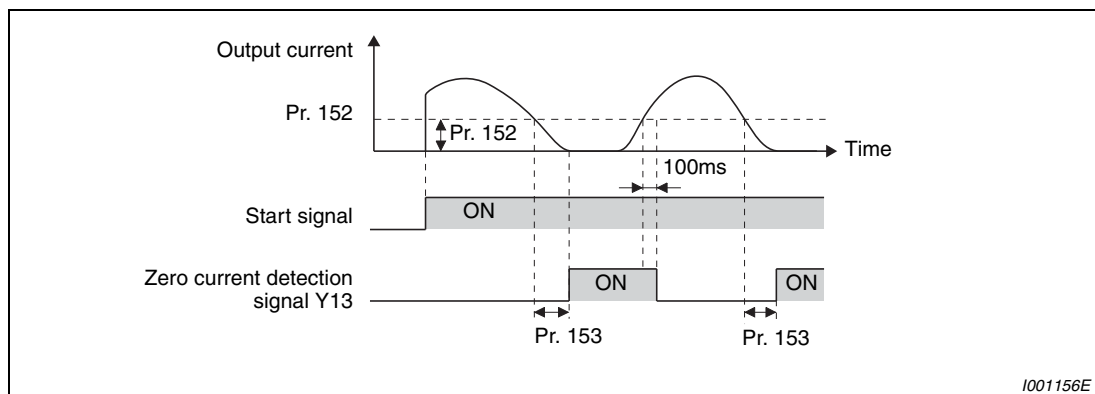 Output current
Pr. 152
Pr. 152
Time
100ms
Start signal
ON
Zero current detection
signal Y13
ON
ON
Pr. 153
Pr. 153
I001156E